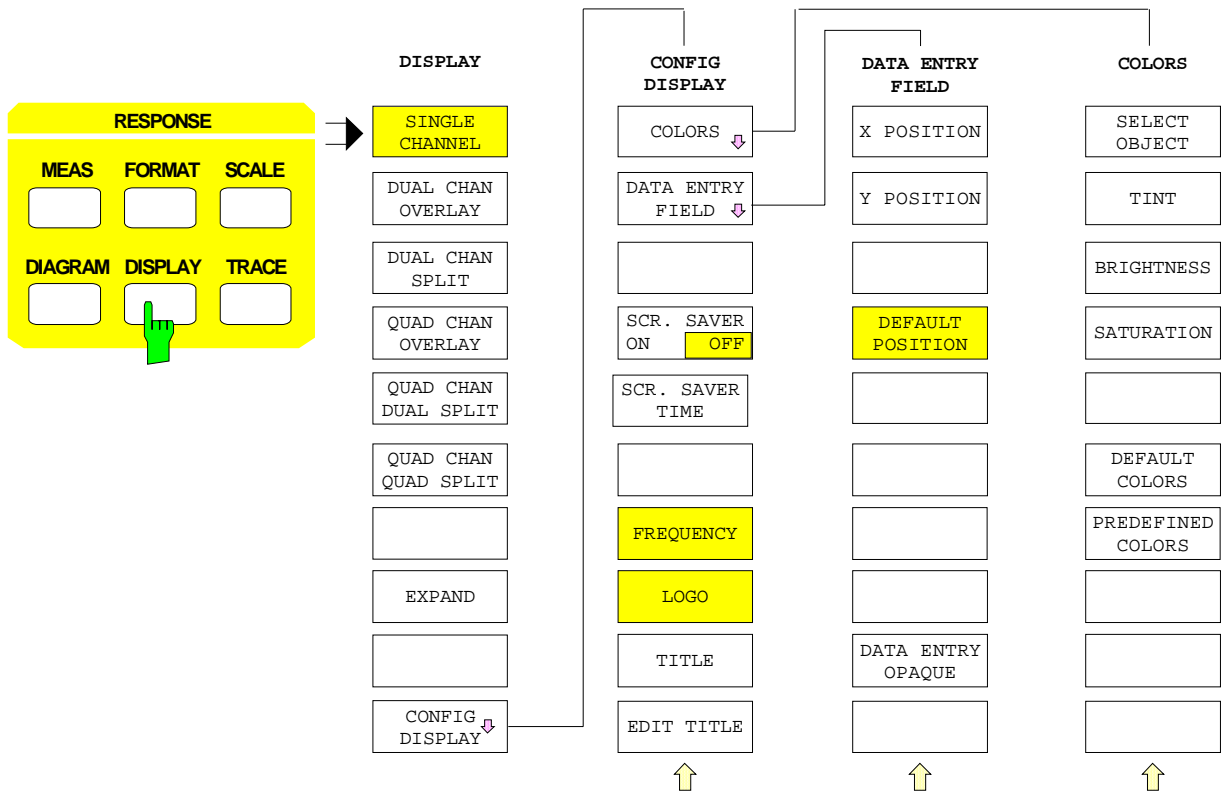 RESPONSE
MEAS FORMAT SCALE
DIAGRAM DISPLAY TRACE
DISPLAY
SINGLE
CHANNEL
DUAL CHAN
OVERLAY
DUAL CHAN
SPLIT
QUAD CHAN
OVERLAY
QUAD CHAN
DUAL SPLIT
QUAD CHAN
QUAD SPLIT
EXPAND
CONFIG
DISPLAY
CONFIG
DISPLAY
COLORS
DATA ENTRY
FIELD
SCR. SAVER
ON OFF
SCR. SAVER
TIME
FREQUENCY
LOGO
TITLE
EDIT TITLE
DATA ENTRY
FIELD
X POSITION
Y POSITION
DEFAULT
POSITION
DATA ENTRY
OPAQUE
COLORS
SELECT
OBJECT
TINT
BRIGHTNESS
SATURATION
DEFAULT
COLORS
PREDEFINED
COLORS